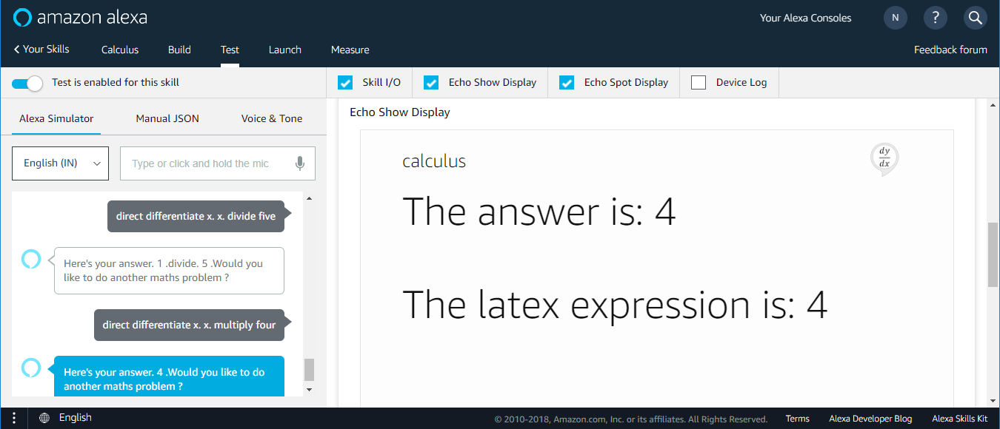 amazon alexa
Your Alexa Consoles
N
?
Your Skills
Calculus
Build
Test
Launch
Measure
Feedback forum
Test is enabled for this skill
Skill I/O
Echo Show Display
Echo Spot Display
Device Log
Alexa Simulator
Manual JSON
Voice & Tone
English (IN)
Type or click and hold the mic
direct differentiate x. x. divide five
Here's your answer. 1 .divide. 5 .Would you
like to do another maths problem ?
direct differentiate x. x. multiply four
Here's your answer. 4 .Would you like to do
another maths problem ?
Echo Show Display
calculus
dy
dx
The answer is: 4
The latex expression is: 4
English
© 2010-2018, Amazon.com, Inc. or its affiliates. All Rights Reserved.
Terms
Alexa Developer Blog
Alexa Skills Kit